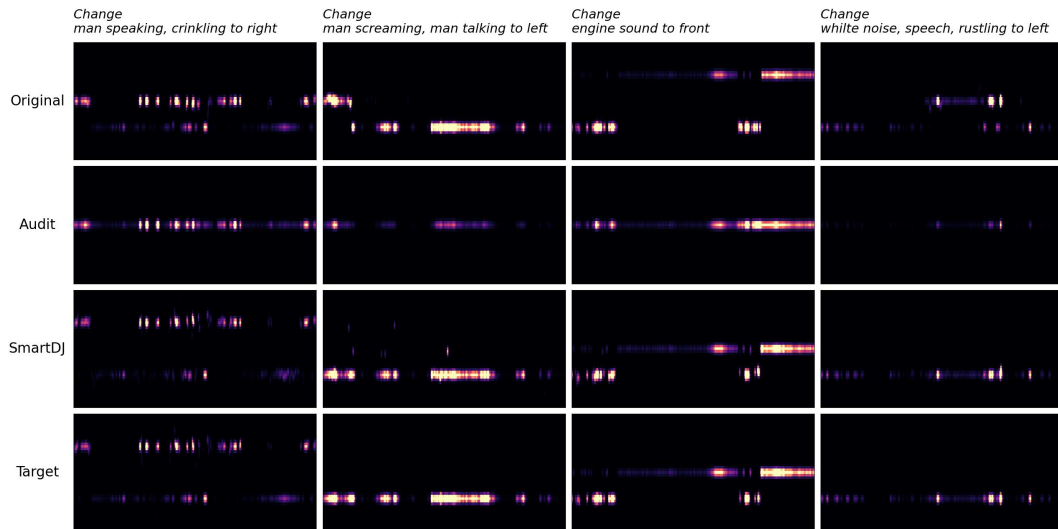 Change
man speaking, crinkling to right
Change
man screaming, man talking to left
Change
engine sound to front
Change
whilte noise, speech, rustling to left
Original
Audit
SmartDJ
Target